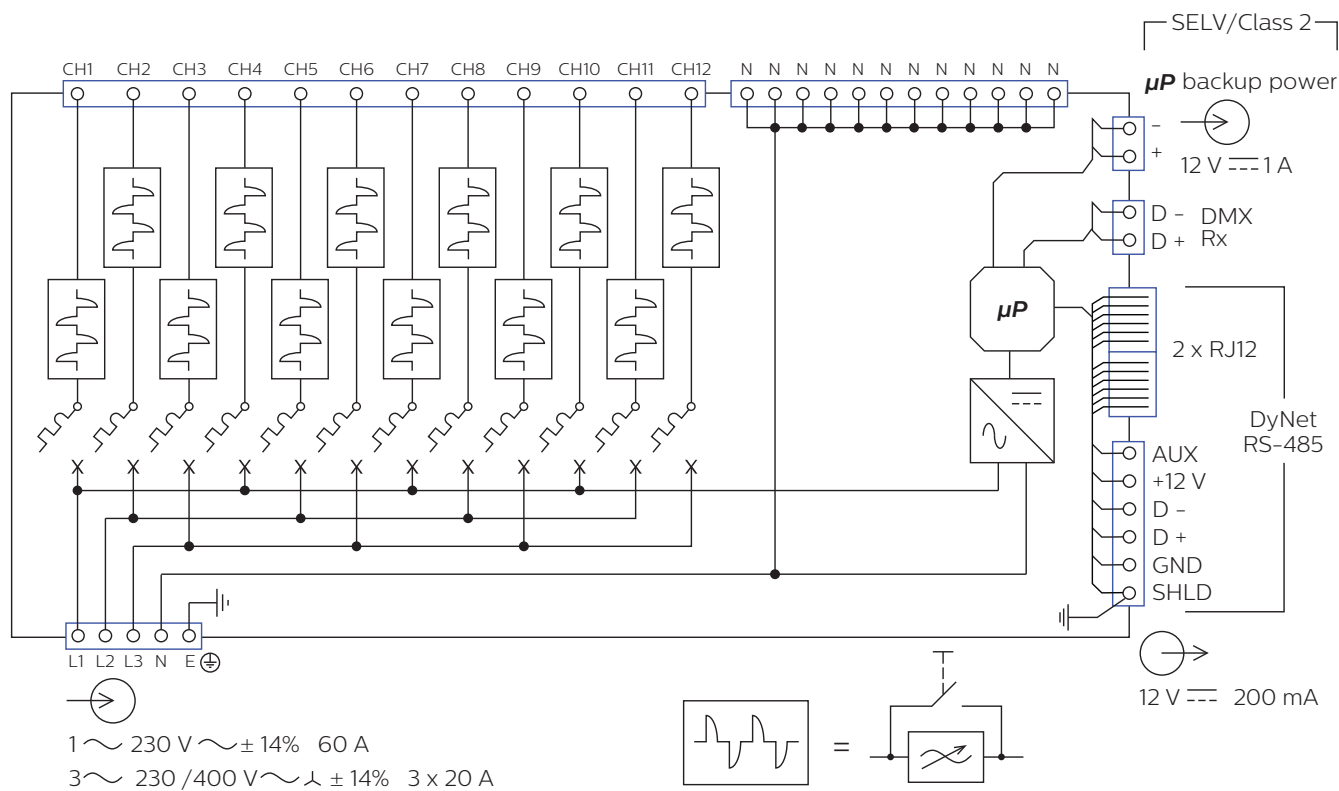 SELV/Class 2
CH1 CH2 CH3 CH4 CH5 CH6 CH7 CH8 CH9 CH10 CH11 CH12 N N N N N N N N N N N N
μP backup power
-
+
12 V 1 A
D - DMX
D + Rx
μP
2 x RJ12
DyNet
RS-485
AUX
+12 V
D -
D +
GND
SHLD
L1 L2 L3 N E
12 V 200 mA
1 ~ 230 V ~ ± 14% 60 A
=
3 ~ 230 /400 V ~ ⅄ ± 14% 3 x 20 A